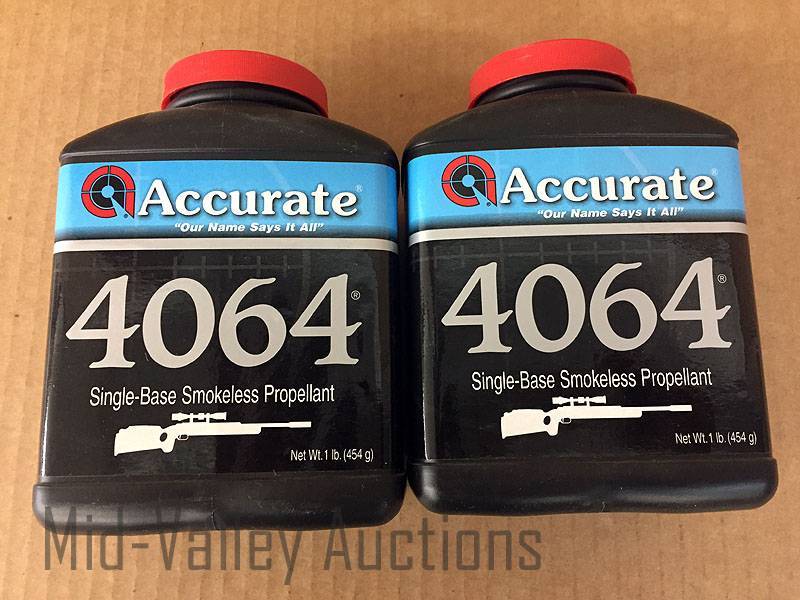 Accurate®
"Our Name Says It All"
4064®
Single-Base Smokeless Propellant
Net Wt. 1 lb. (454 g)
Accurate®
"Our Name Says It All"
4064®
Single-Base Smokeless Propellant
Net Wt. 1 lb. (454 g)
Mid-Valley Auctions